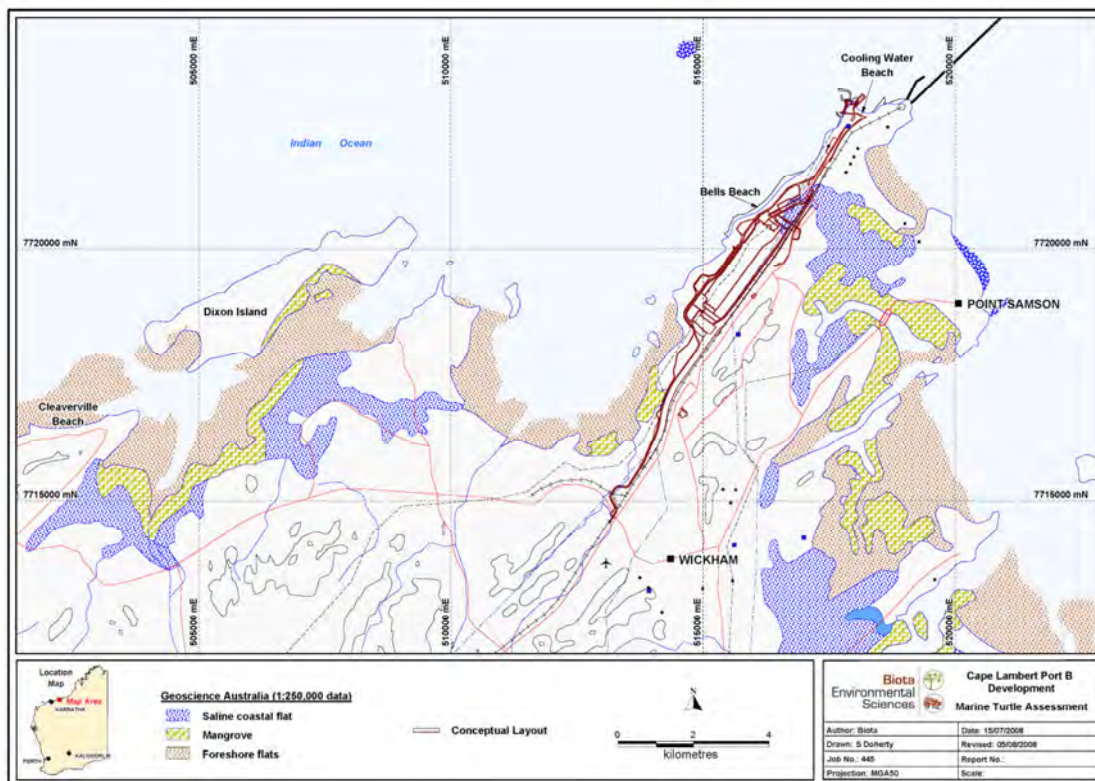 505000 mE
510000 mE
515000 mE
520000 mE
Cooling Water
Beach
Indian Ocean
Bells Beach
7720000 mN
7720000 mN
Dixon Island
POINT SAMSON
Cleaverville
Beach
7715000 mN
7715000 mN
WICKHAM
505000 mE
510000 mE
515000 mE
520000 mE
Location
Map
Map Area
KARRATHA
KALGOORLIE
PERTH
Geoscience Australia (1:250,000 data)
Saline coastal flat
Mangrove
Foreshore flats
Conceptual Layout
N
0 2 4
kilometres
Biota
Environmental
Sciences
Cape Lambert Port B
Development
Marine Turtle Assessment
Author: Biota
Date: 15/07/2008
Drawn: S Doherty
Revised: 05/08/2008
Job No.: 445
Report No.:
Projection: MGA50
Scale: